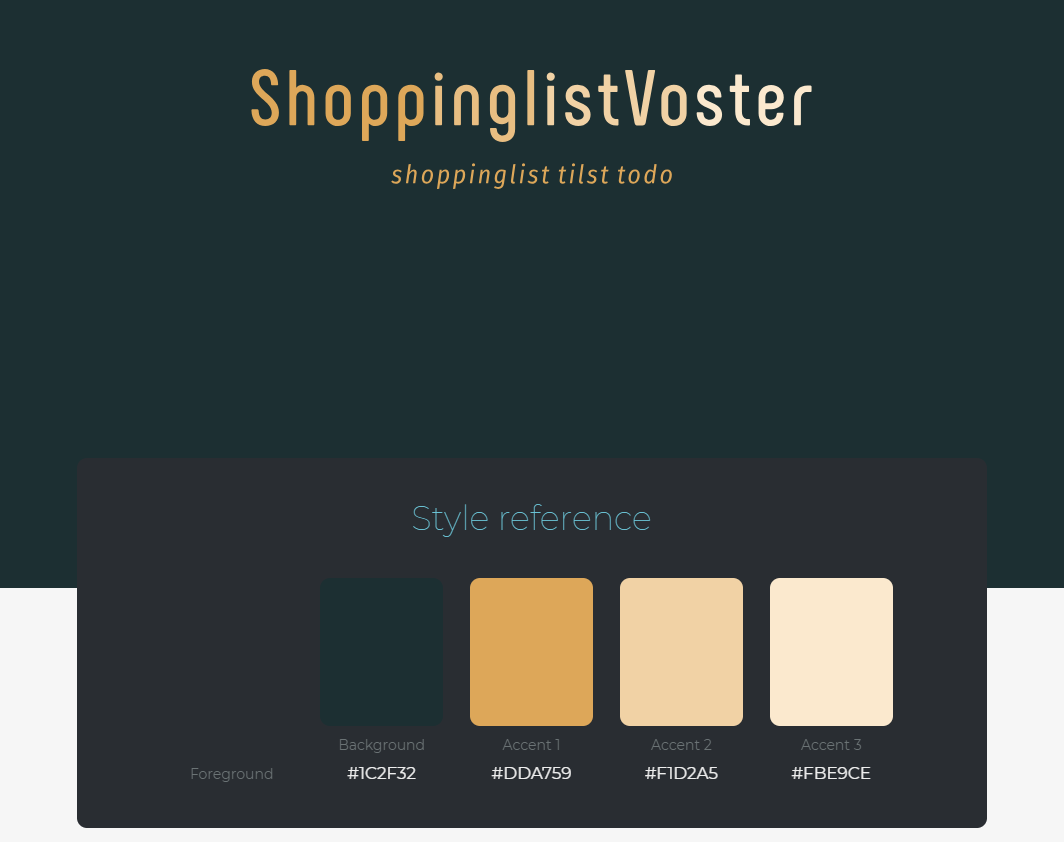 ShoppinglistVoster
shoppinglist tilst todo
Style reference
Background Accent 1 Accent 2 Accent 3
Foreground #1C2F32 #DDA759 #F1D2A5 #FBE9CE